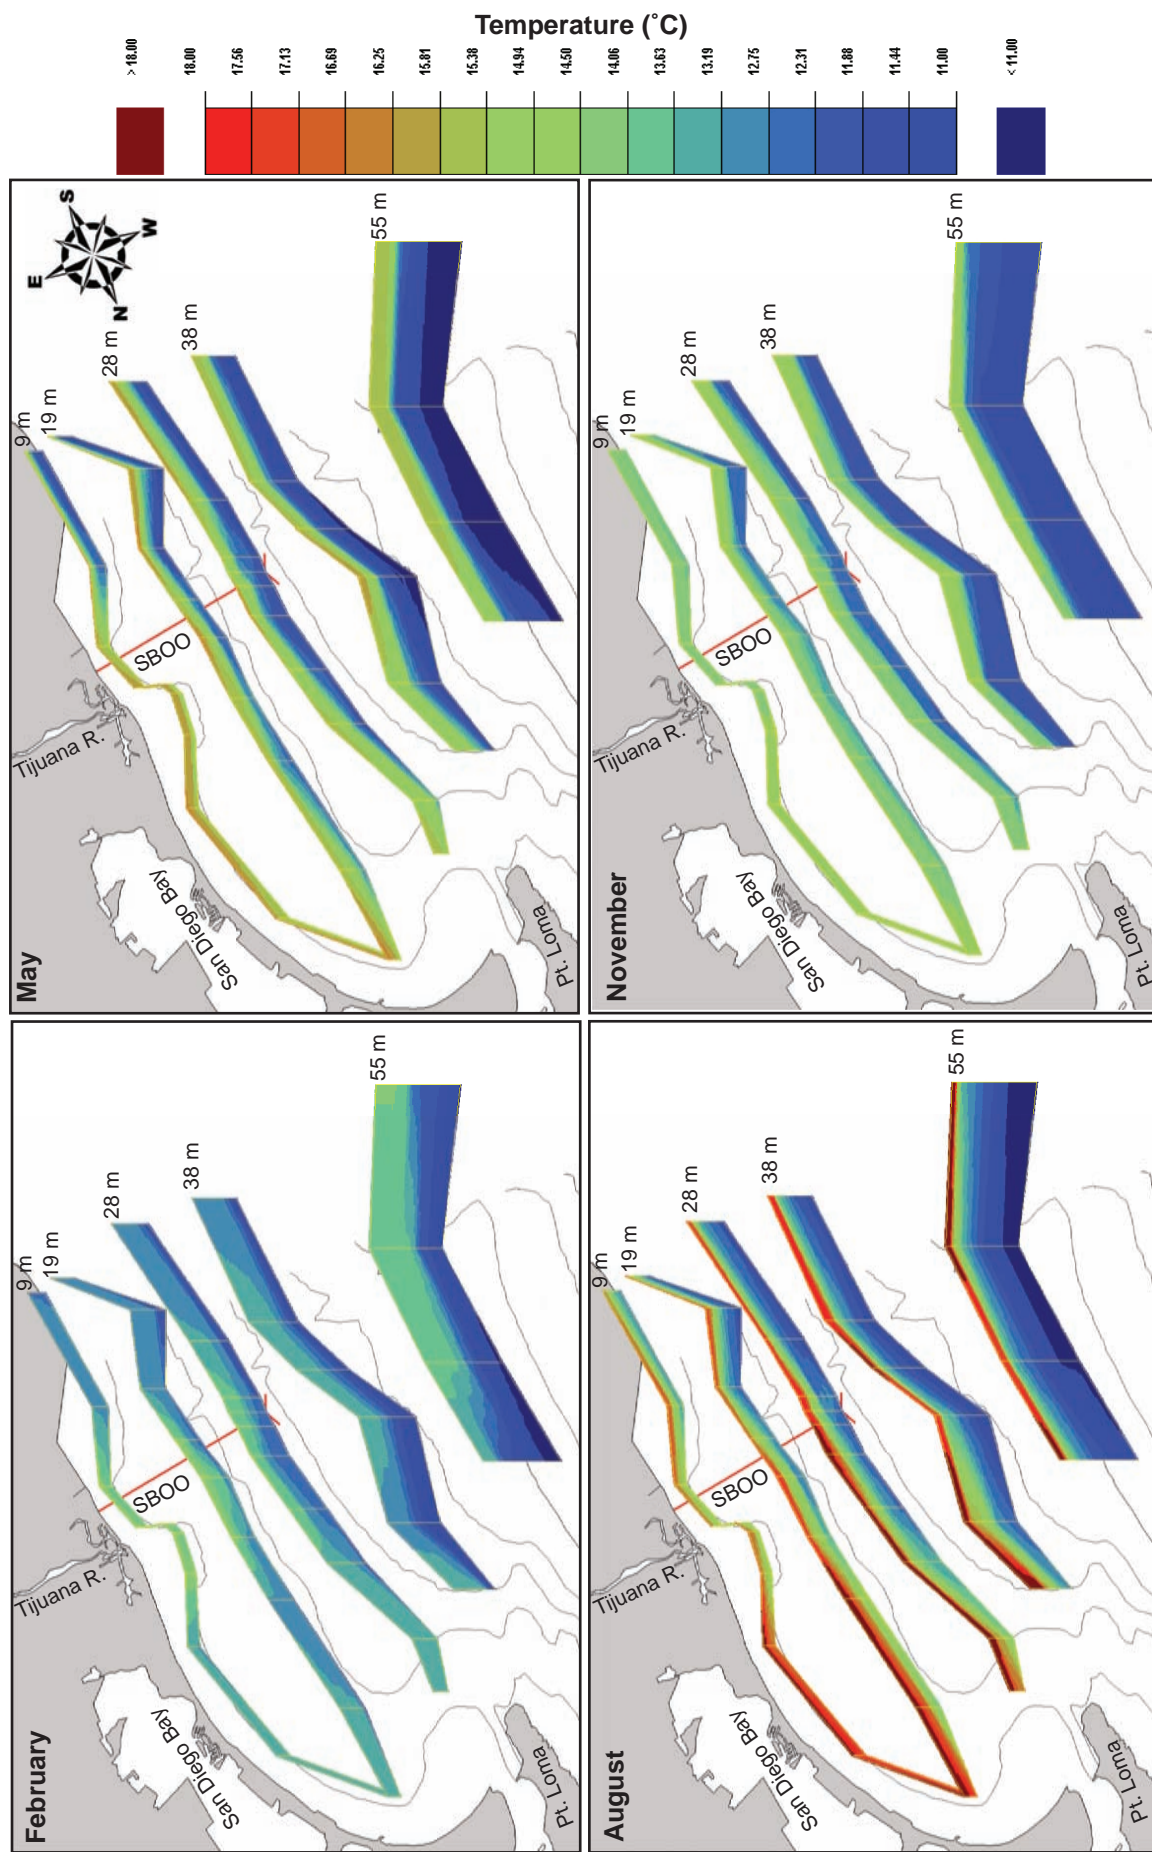 Temperature (˚C)
> 18.00
18.00
17.56
17.13
16.69
16.25
15.81
15.38
14.94
14.50
14.06
13.63
13.19
12.75
12.31
11.88
11.44
11.00
< 11.00
May
E
S
N
W
9 m
19 m
28 m
38 m
55 m
SBOO
Tijuana R.
San Diego Bay
Pt. Loma
November
9 m
19 m
28 m
38 m
55 m
SBOO
Tijuana R.
San Diego Bay
Pt. Loma
February
9 m
19 m
28 m
38 m
55 m
SBOO
Tijuana R.
San Diego Bay
Pt. Loma
August
9 m
19 m
28 m
38 m
55 m
SBOO
Tijuana R.
San Diego Bay
Pt. Loma